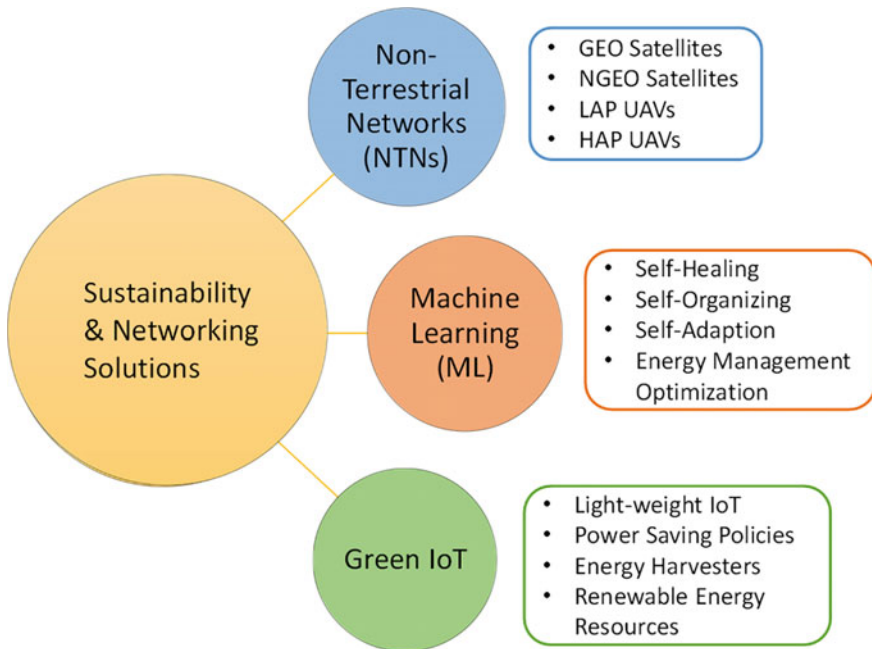 Sustainability
& Networking
Solutions
Non-
Terrestrial
Networks
(NTNs)
• GEO Satellites
• NGEO Satellites
• LAP UAVs
• HAP UAVs
Machine
Learning
(ML)
• Self-Healing
• Self-Organizing
• Self-Adaption
• Energy Management
Optimization
Green IoT
• Light-weight IoT
• Power Saving Policies
• Energy Harvesters
• Renewable Energy
Resources